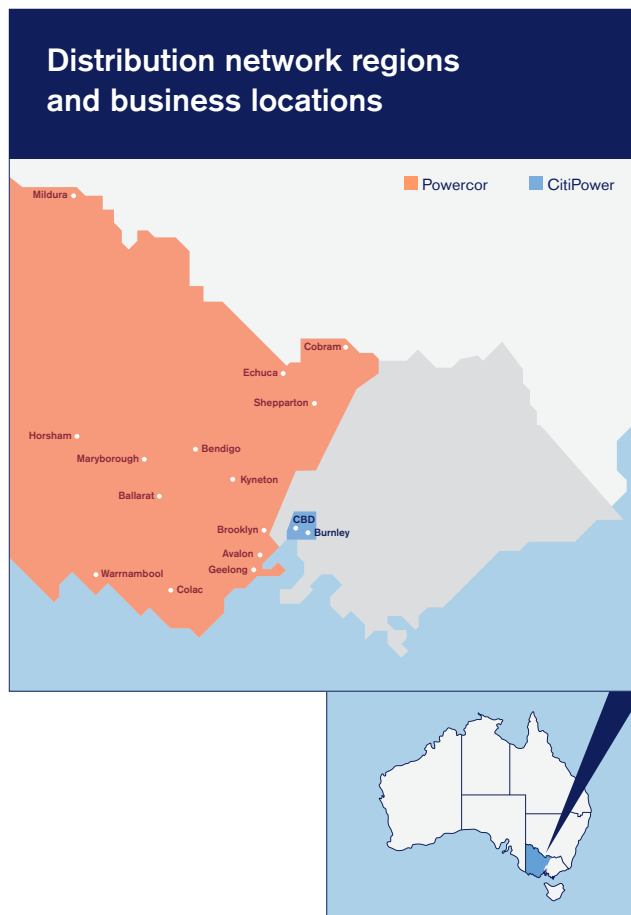 Distribution network regions
and business locations
Powercor
CitiPower
Mildura
Cobram
Echuca
Shepparton
Horsham
Bendigo
Maryborough
Kyneton
Ballarat
CBD
Brooklyn
Burnley
Avalon
Geelong
Warrnambool
Colac